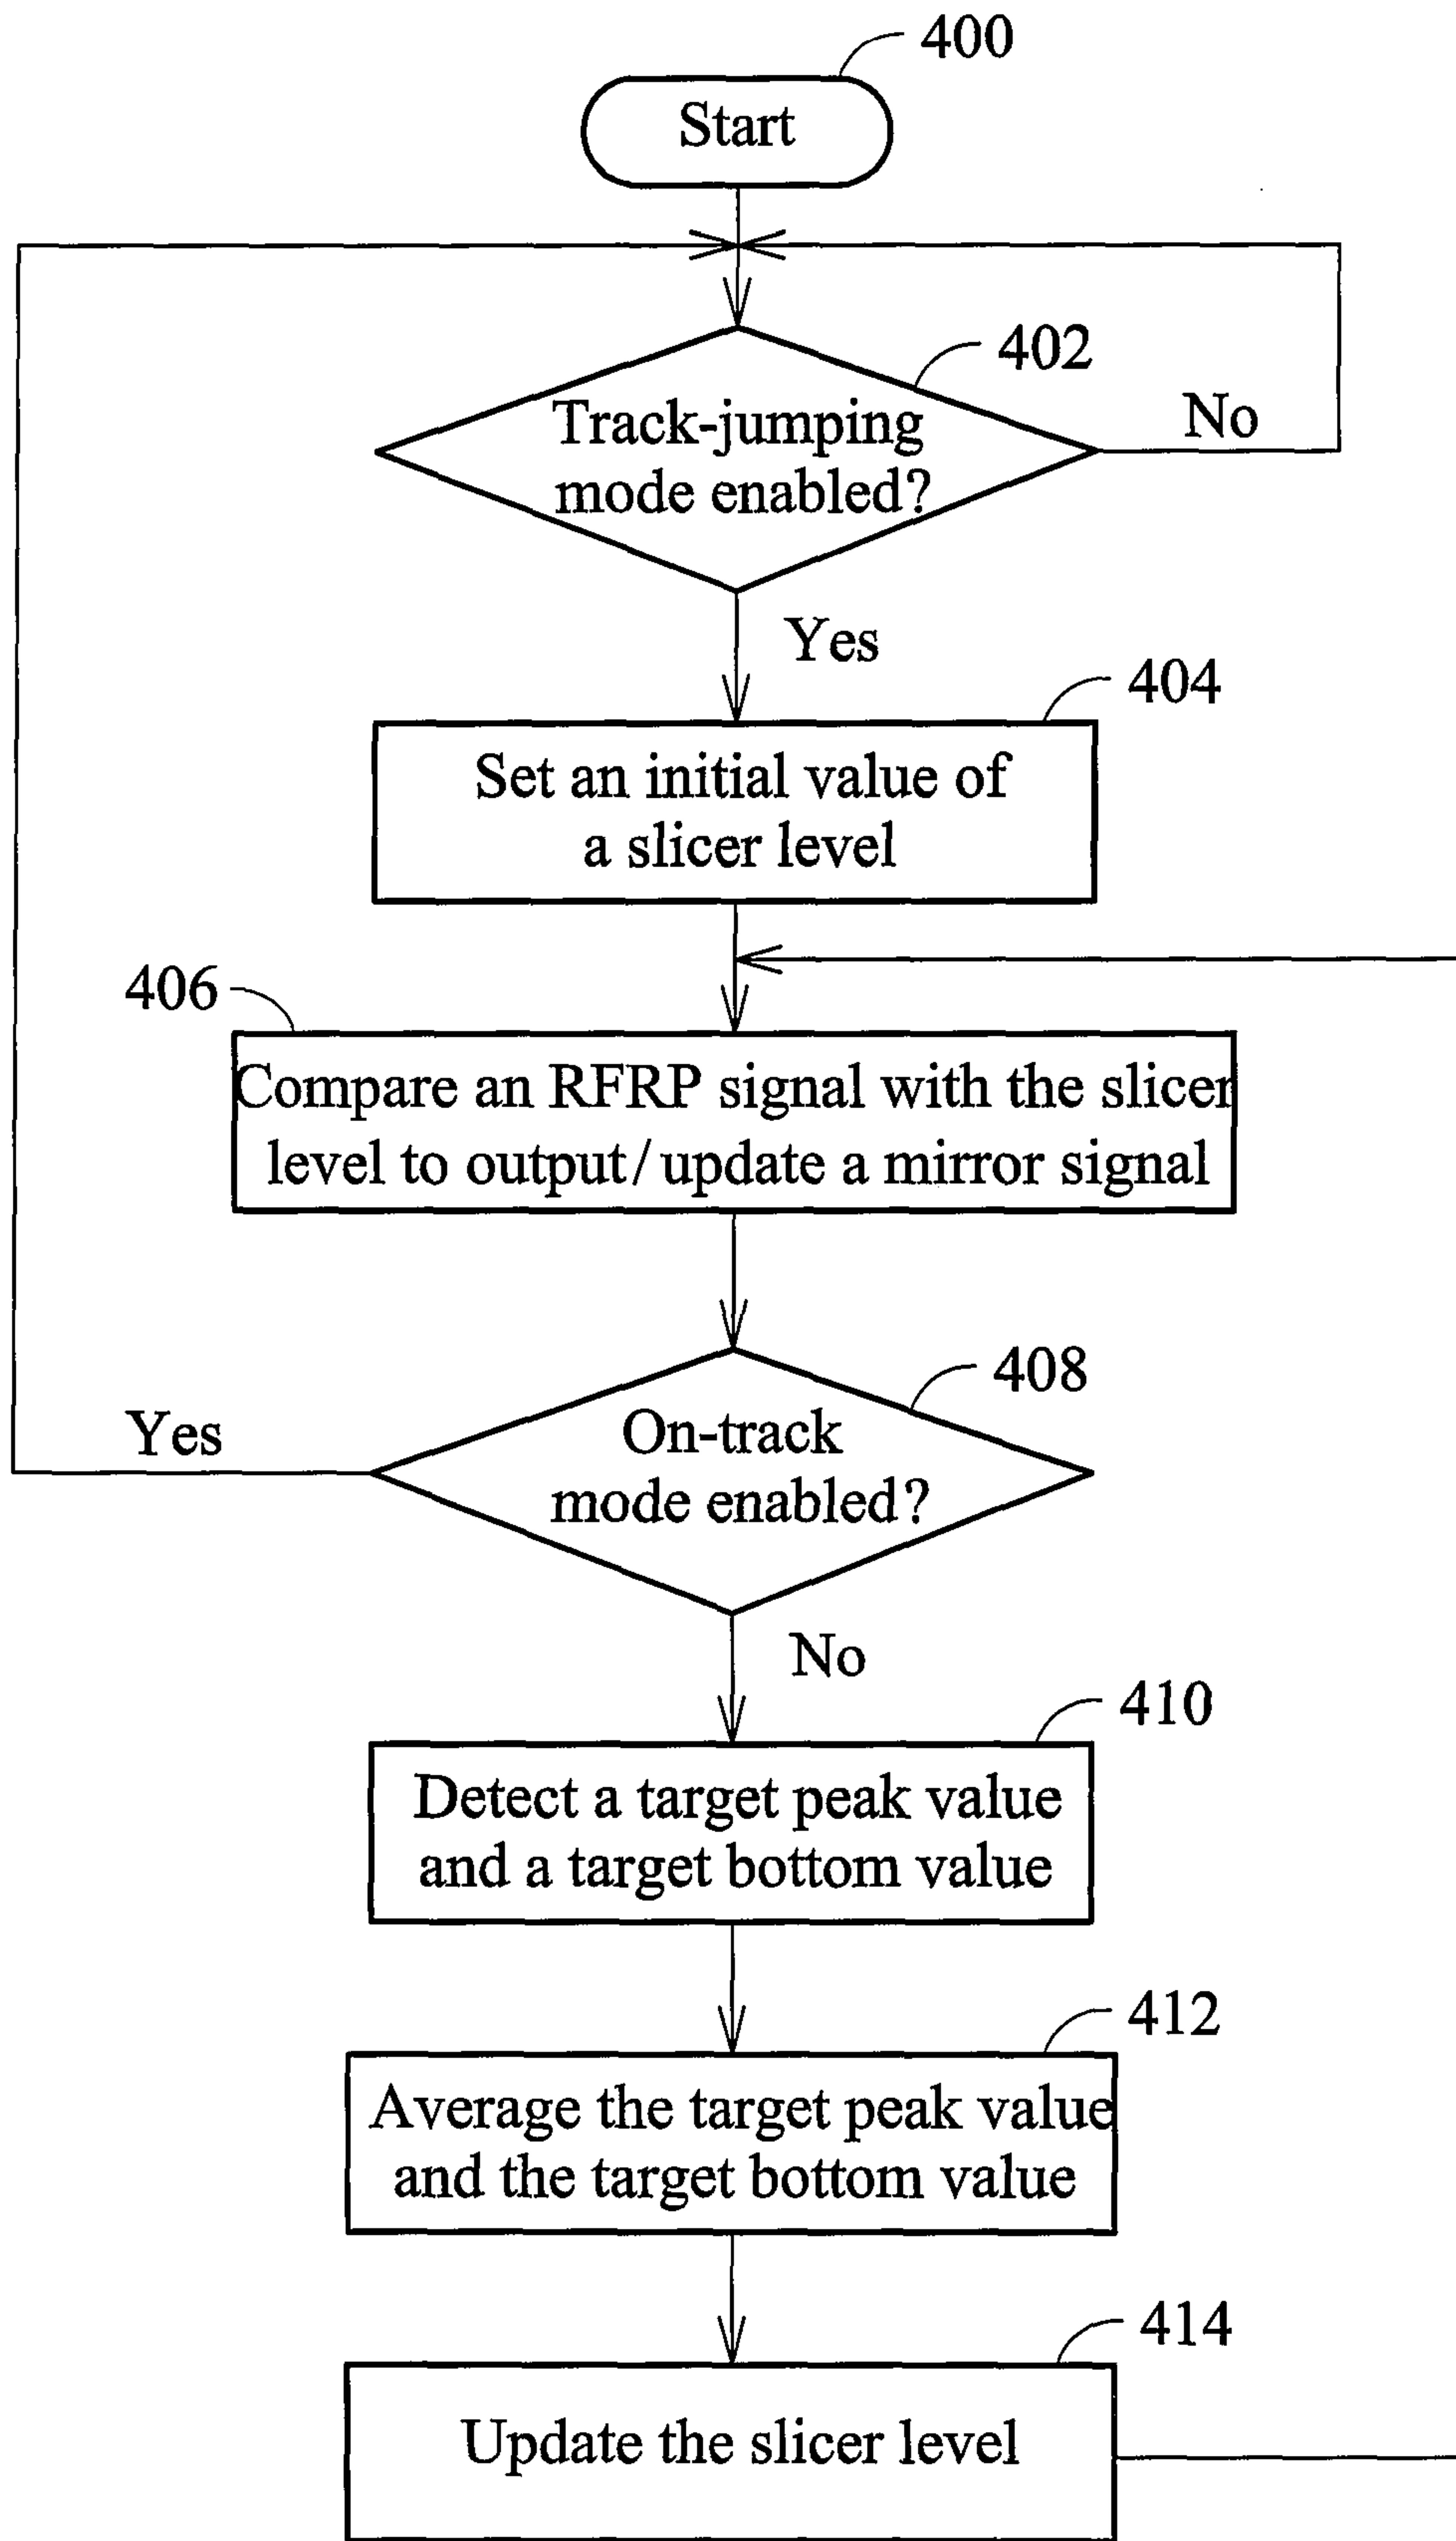 400
Start
402
Track-jumping
mode enabled?
No
Yes
404
Set an initial value of
a slicer level
406
Compare an RFRP signal with the slicer
level to output/update a mirror signal
408
On-track
mode enabled?
Yes
No
410
Detect a target peak value
and a target bottom value
412
Average the target peak value
and the target bottom value
414
Update the slicer level